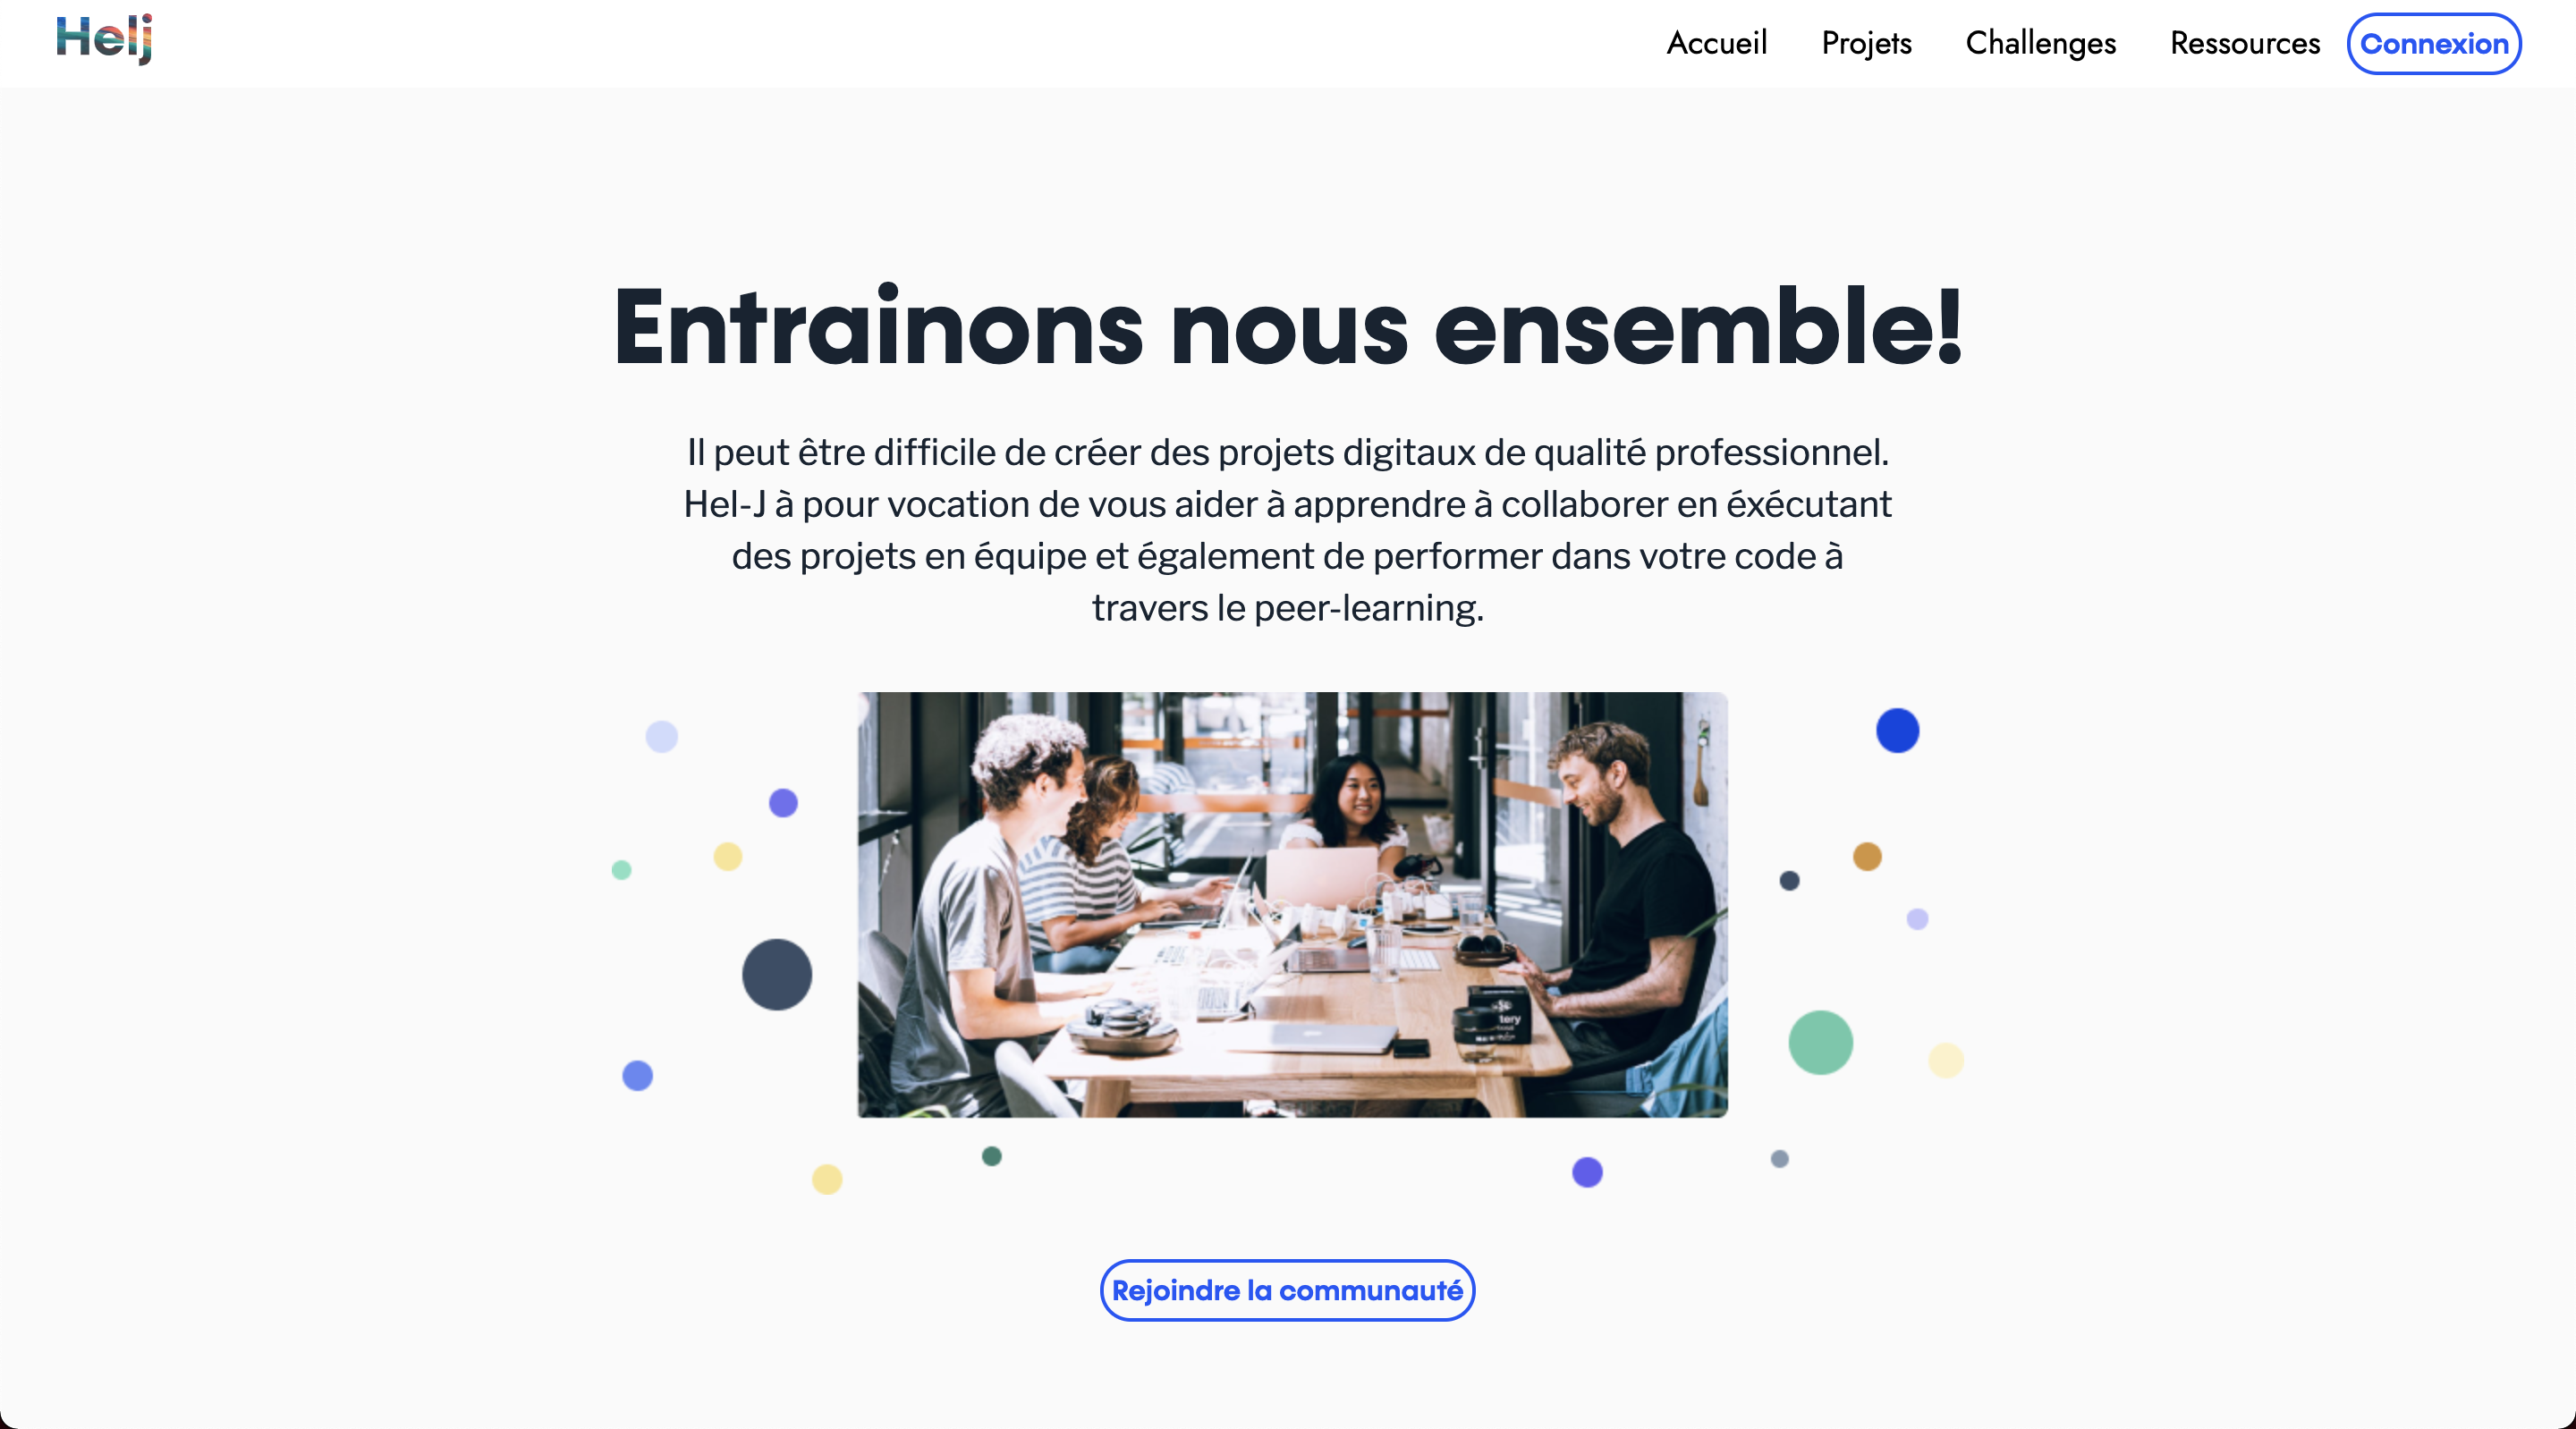 Helj
Accueil
Projets
Challenges
Ressources
Connexion
Entrainons nous ensemble!
Il peut être difficile de créer des projets digitaux de qualité professionnel.
Hel-J à pour vocation de vous aider à apprendre à collaborer en éxécutant
des projets en équipe et également de performer dans votre code à
travers le peer-learning.
Rejoindre la communauté